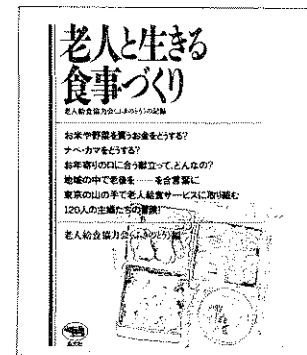 老人と生きる
食事づくり
老人給食協力会〈ふきのとう〉の記録
お米や野菜を買うお金をどうする?
ナベ・カマをどうする?
お年寄りの口に合う献立って、どんなの?
地域の中で老後を……を合言葉に
東京の山の手で老人給食サービスに取り組む
120人の主婦たちの冒険!
老人給食協力会〈ふきのとう〉編
晶文社